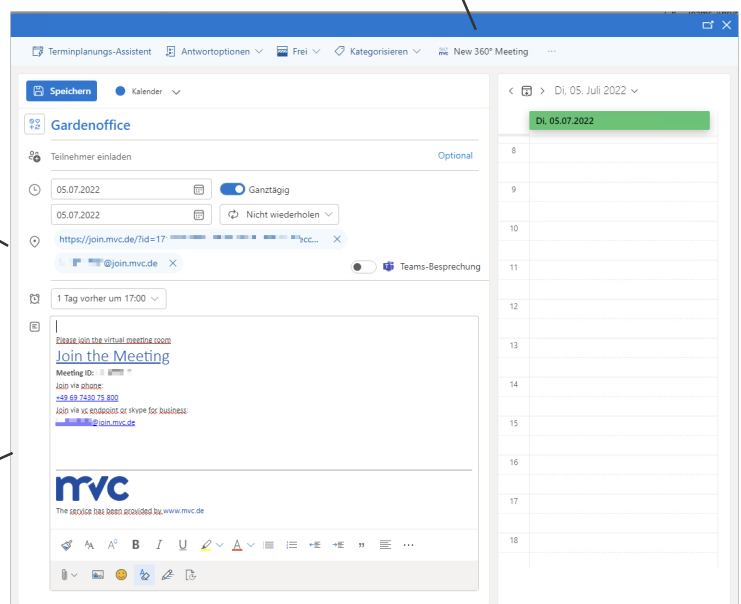 Terminplanungs-Assistent Antwortoptionen Frei Kategorisieren mvc New 360° Meeting ...
Speichern Kalender
Di, 05. Juli 2022
Gardenoffice
Di, 05.07.2022
Teilnehmer einladen Optional
05.07.2022 Ganztägig
05.07.2022 Nicht wiederholen
https://join.mvc.de/?id=17 ecc...
@join.mvc.de
Teams-Besprechung
1 Tag vorher um 17:00
Please join the virtual meeting room
Join the Meeting
Meeting ID:
Join via phone:
+49 69 7430 75 800
Join via vc endpoint or skype for business:
@join.mvc.de
mvc
The service has been provided by www.mvc.de
8
9
10
11
12
13
14
15
16
17
18